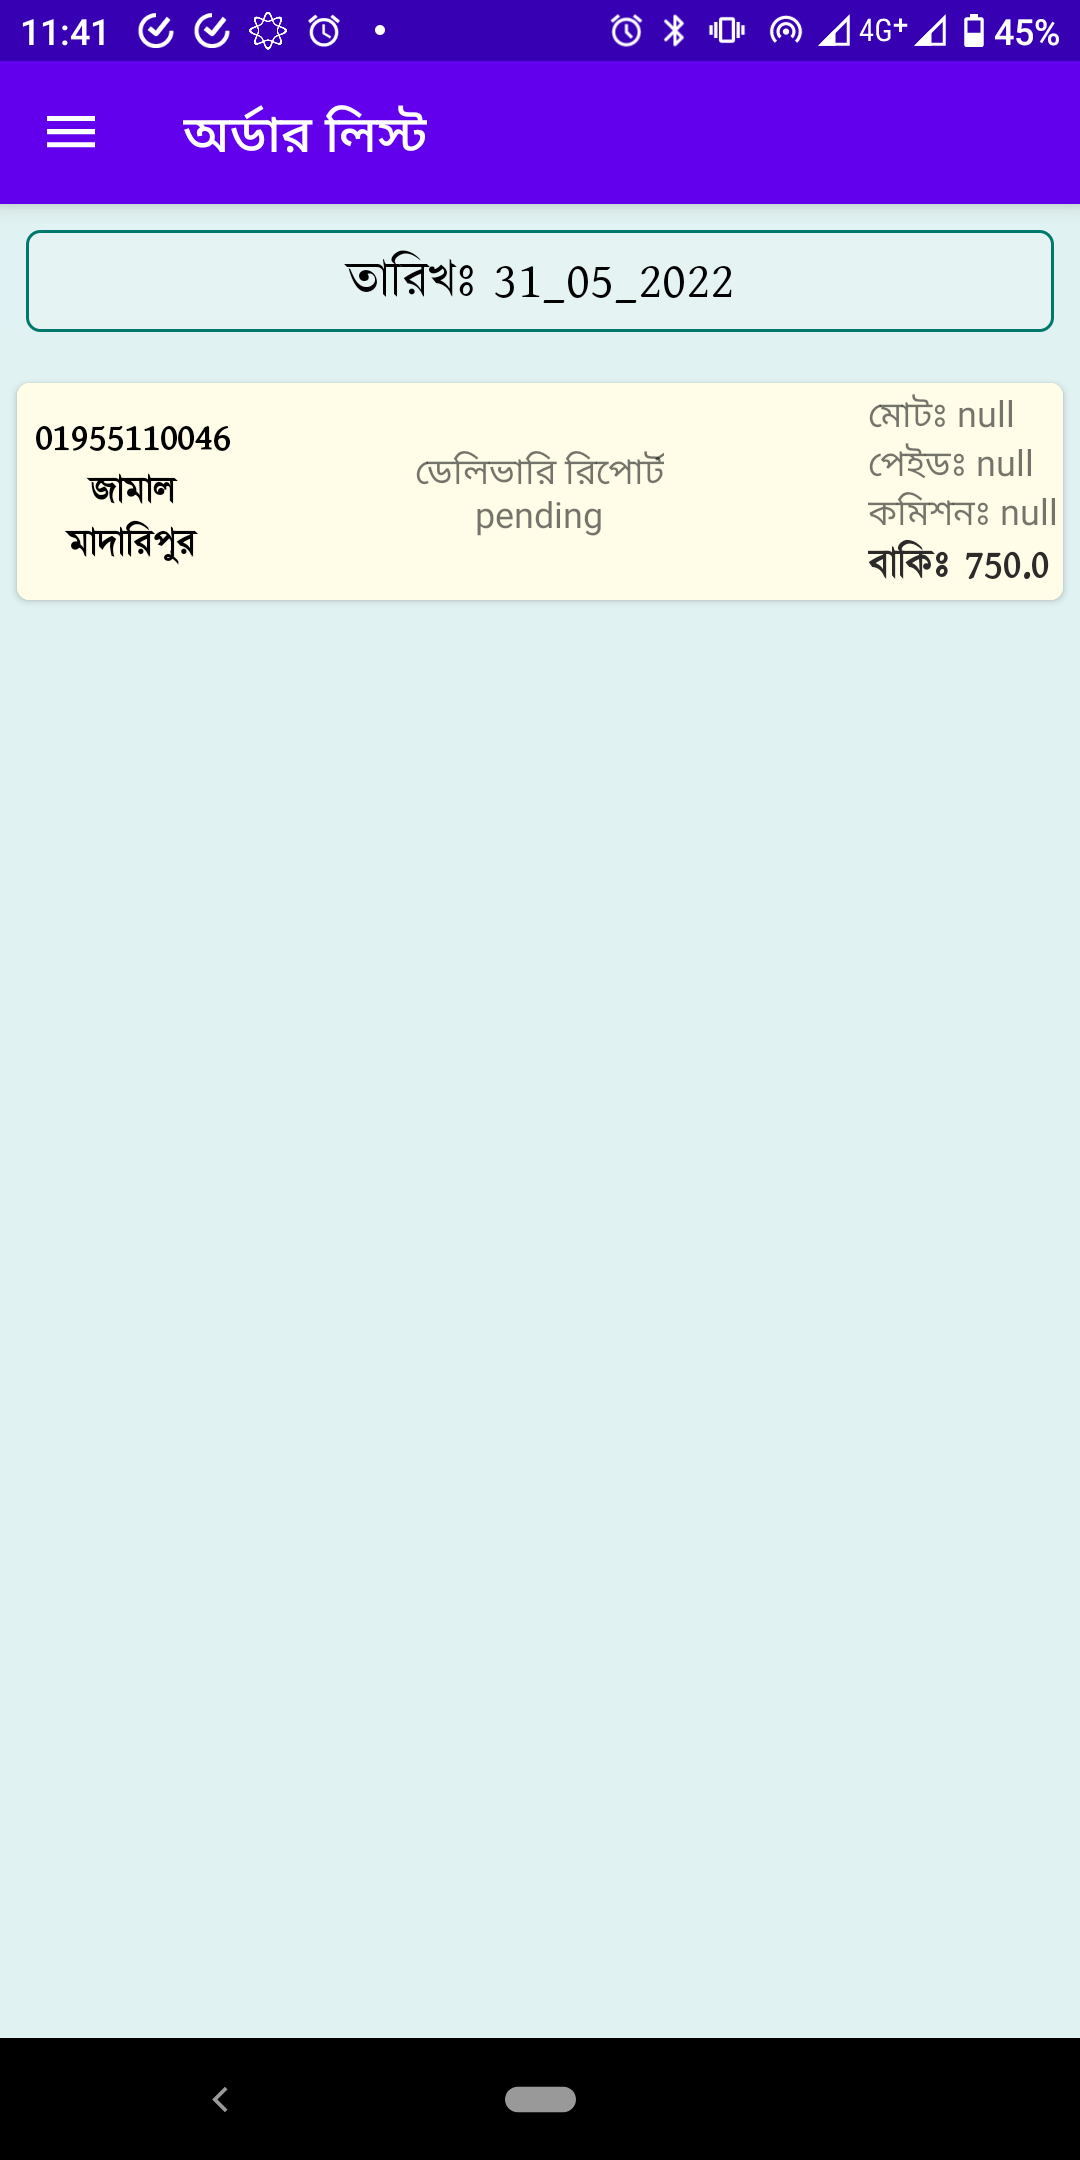 11:41 4G+ 45%
অর্ডার লিস্ট
তারিখঃ 31_05_2022
01955110046
জামাল
মাদারিপুর
ডেলিভারি রিপোর্ট
pending
মোটঃ null
পেইডঃ null
কমিশনঃ null
বাকিঃ 750.0